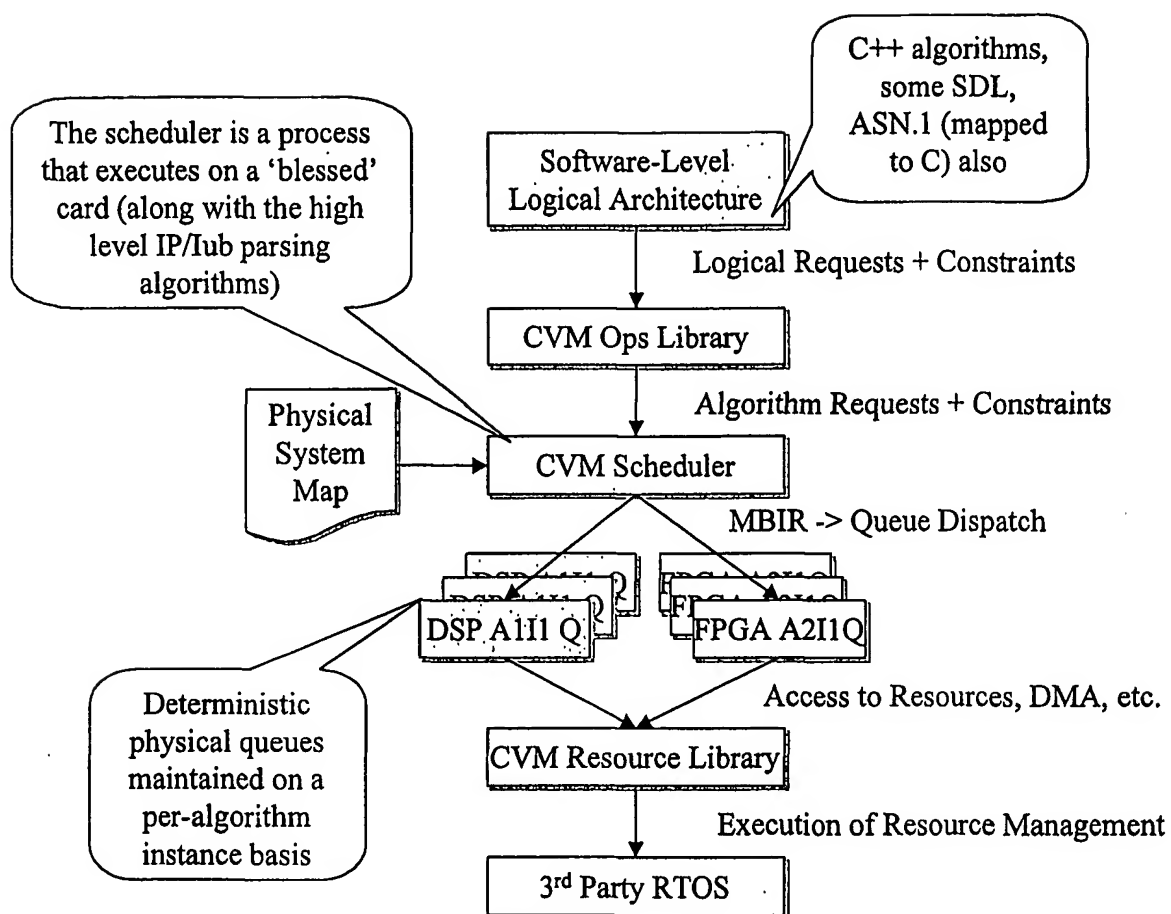 C++ algorithms,
some SDL,
ASN.1 (mapped
to C) also
The scheduler is a process
that executes on a ‘blessed’
card (along with the high
level IP/Iub parsing
algorithms)
Software-Level
Logical Architecture
Logical Requests + Constraints
CVM Ops Library
Algorithm Requests + Constraints
Physical
System
Map
CVM Scheduler
MBIR -> Queue Dispatch
DSP A1I1 Q
FPGA A2I1Q
Access to Resources, DMA, etc.
Deterministic
physical queues
maintained on a
per-algorithm
instance basis
CVM Resource Library
Execution of Resource Management
3rd Party RTOS